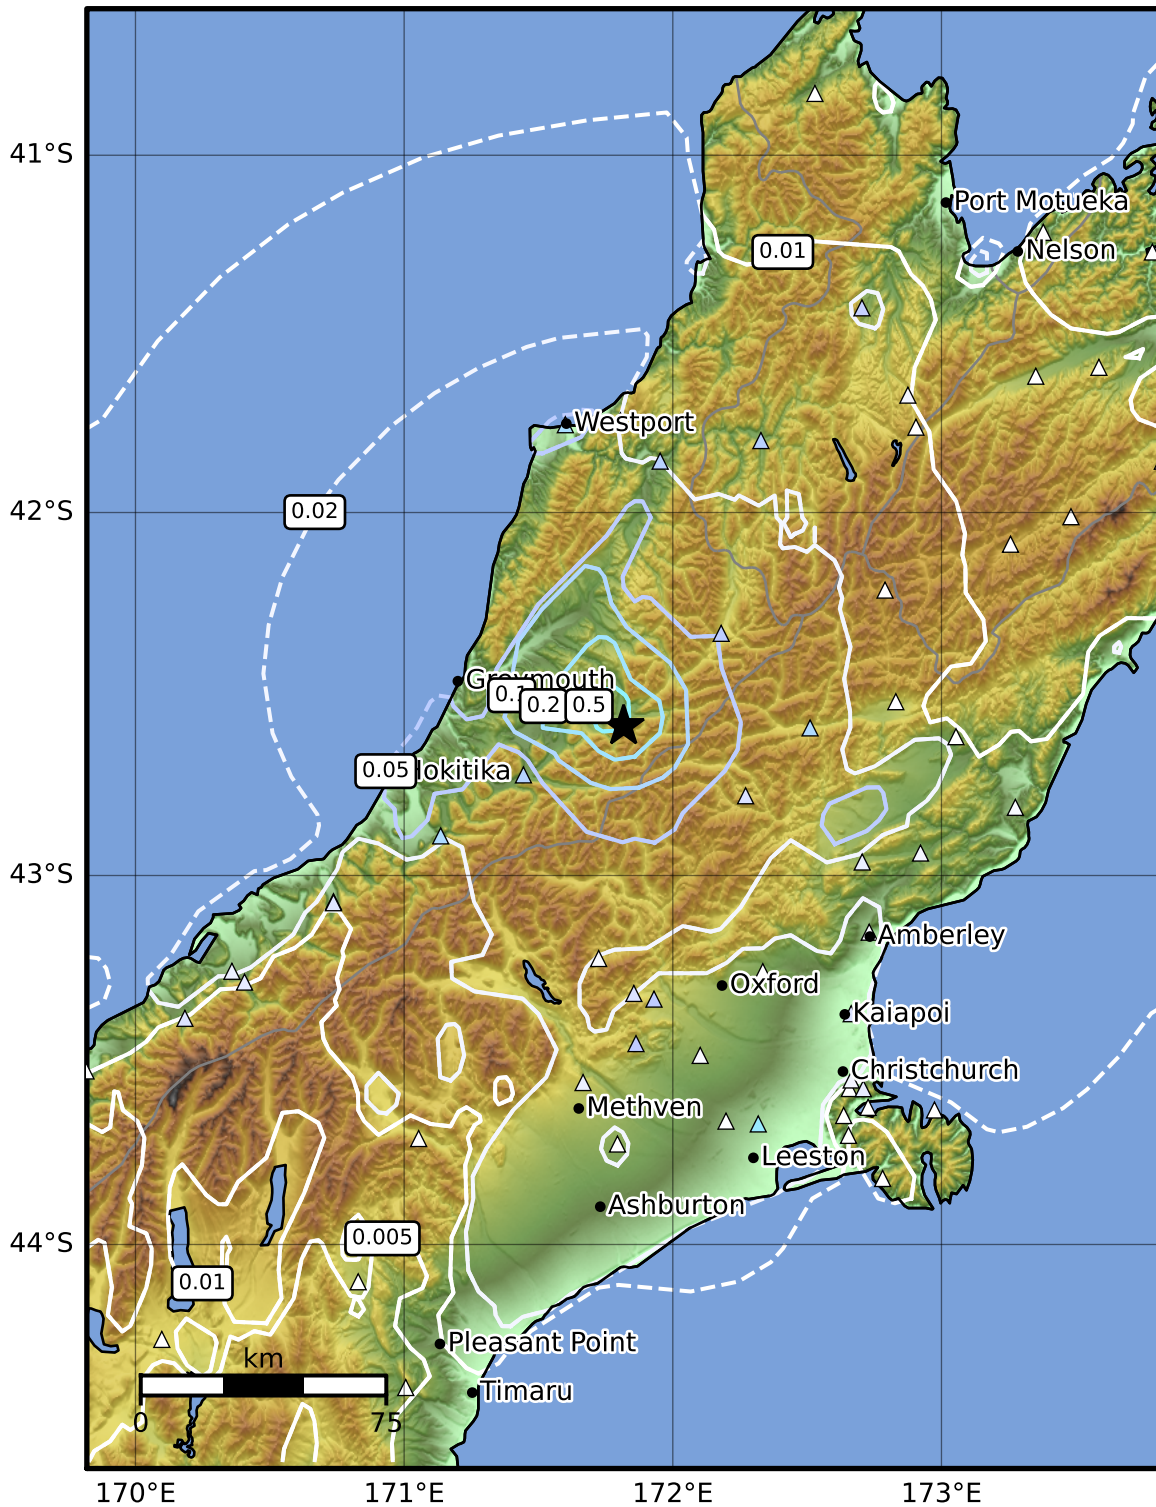 41°S
Port Motueka
0.01
Nelson
Westport
42°S
0.02
Greymouth
0.2
0.5
0.05
43°S
Amberley
Oxford
Kaiapoi
Christchurch
Methven
Leeston
Ashburton
44°S
0.005
0.01
Pleasant Point
km
Timaru
0
75
170°E
171°E
172°E
173°E